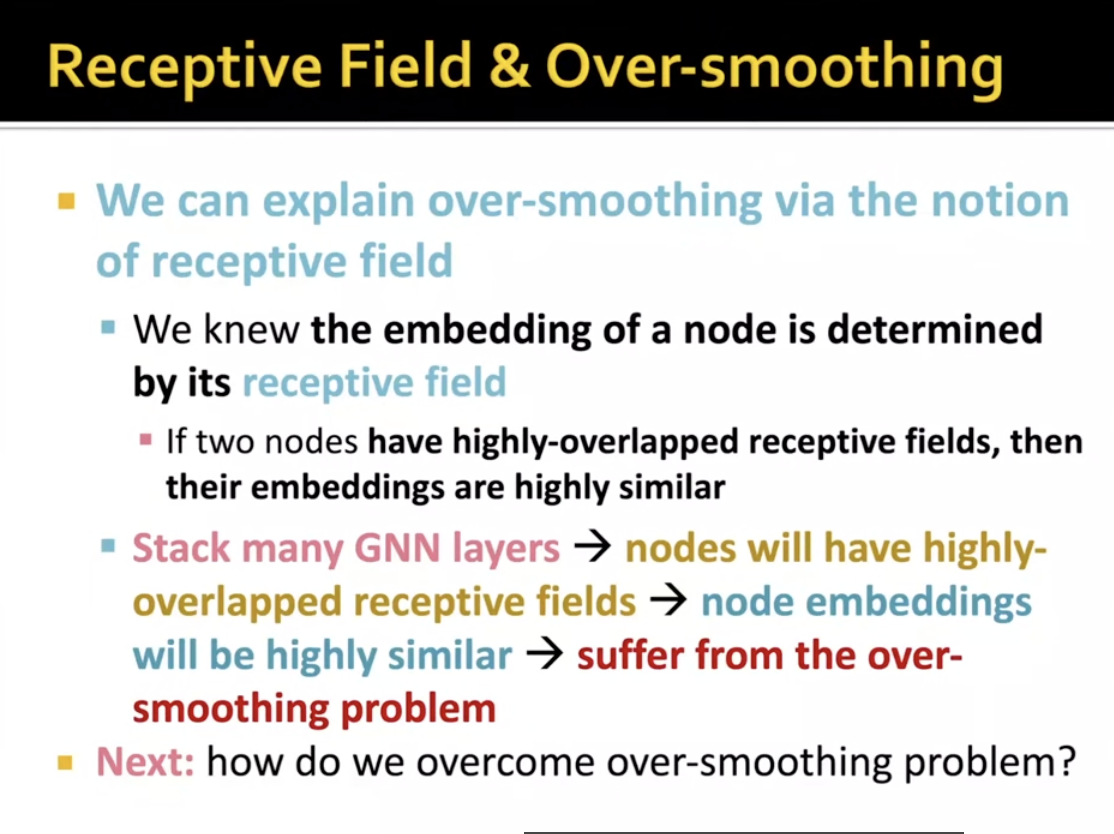 Receptive Field & Over-smoothing
▪ We can explain over-smoothing via the notion
of receptive field
▪ We knew the embedding of a node is determined
by its receptive field
▪ If two nodes have highly-overlapped receptive fields, then
their embeddings are highly similar
▪ Stack many GNN layers → nodes will have highly-
overlapped receptive fields → node embeddings
will be highly similar → suffer from the over-
smoothing problem
▪ Next: how do we overcome over-smoothing problem?